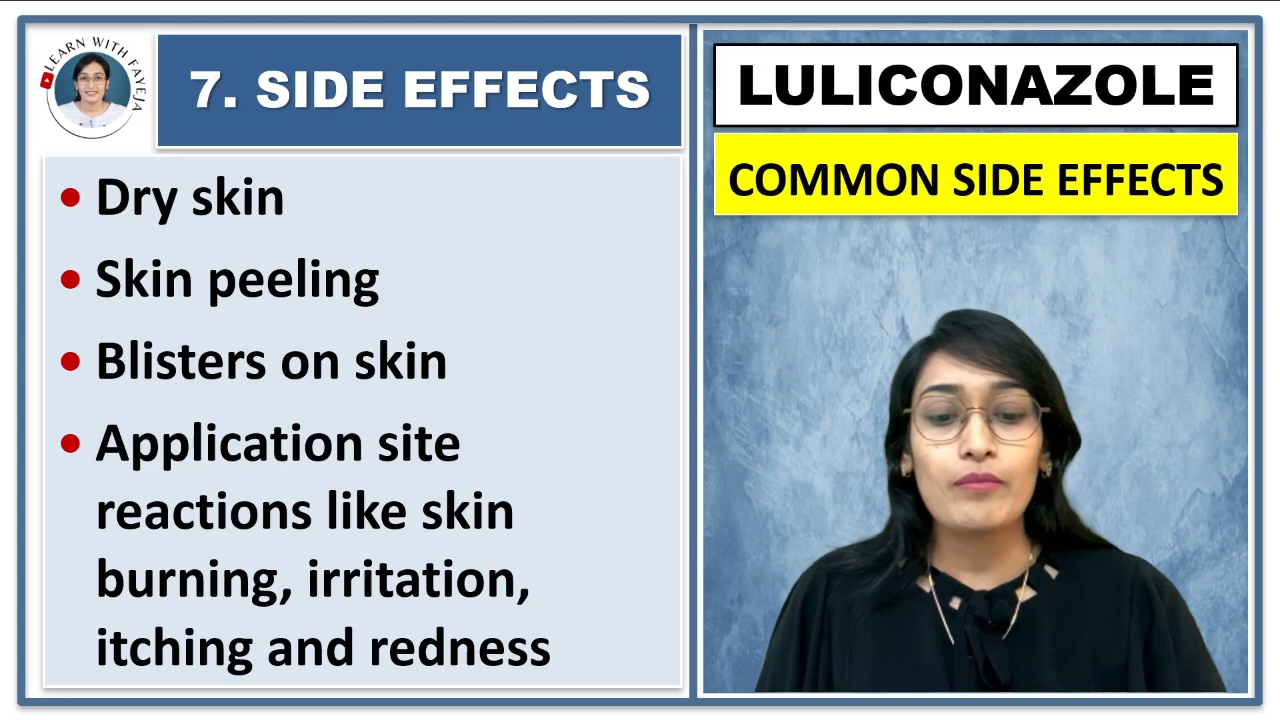 LEARN WITH FAYEJA
7. SIDE EFFECTS
• Dry skin
• Skin peeling
• Blisters on skin
• Application site
reactions like skin
burning, irritation,
itching and redness
LULICONAZOLE
COMMON SIDE EFFECTS